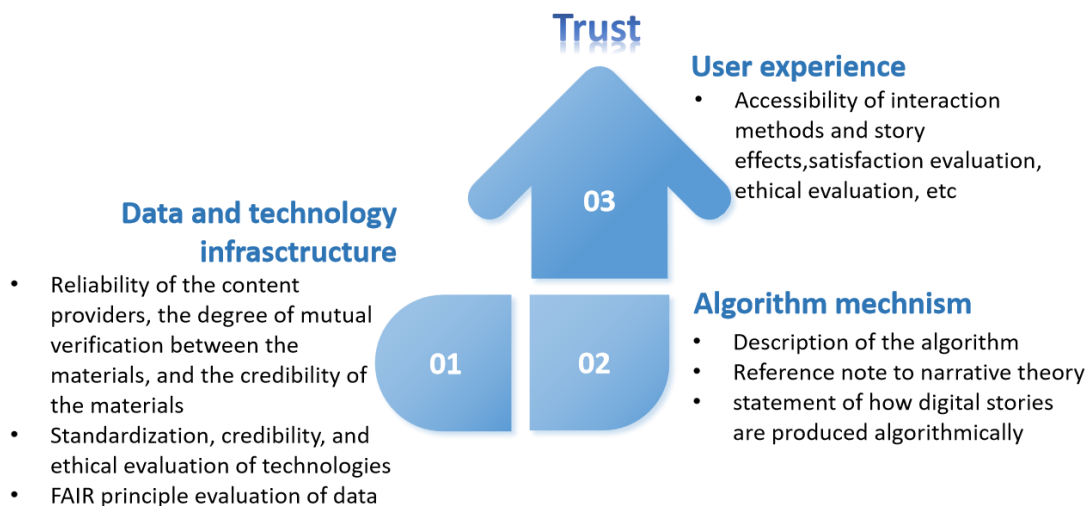 Trust
User experience
• Accessibility of interaction
methods and story
effects,satisfaction evaluation,
ethical evaluation, etc
03
Data and technology
infrasctructure
• Reliability of the content
providers, the degree of mutual
verification between the
materials, and the credibility of
the materials
• Standardization, credibility, and
ethical evaluation of technologies
• FAIR principle evaluation of data
01
02
Algorithm mechnism
• Description of the algorithm
• Reference note to narrative theory
• statement of how digital stories
are produced algorithmically